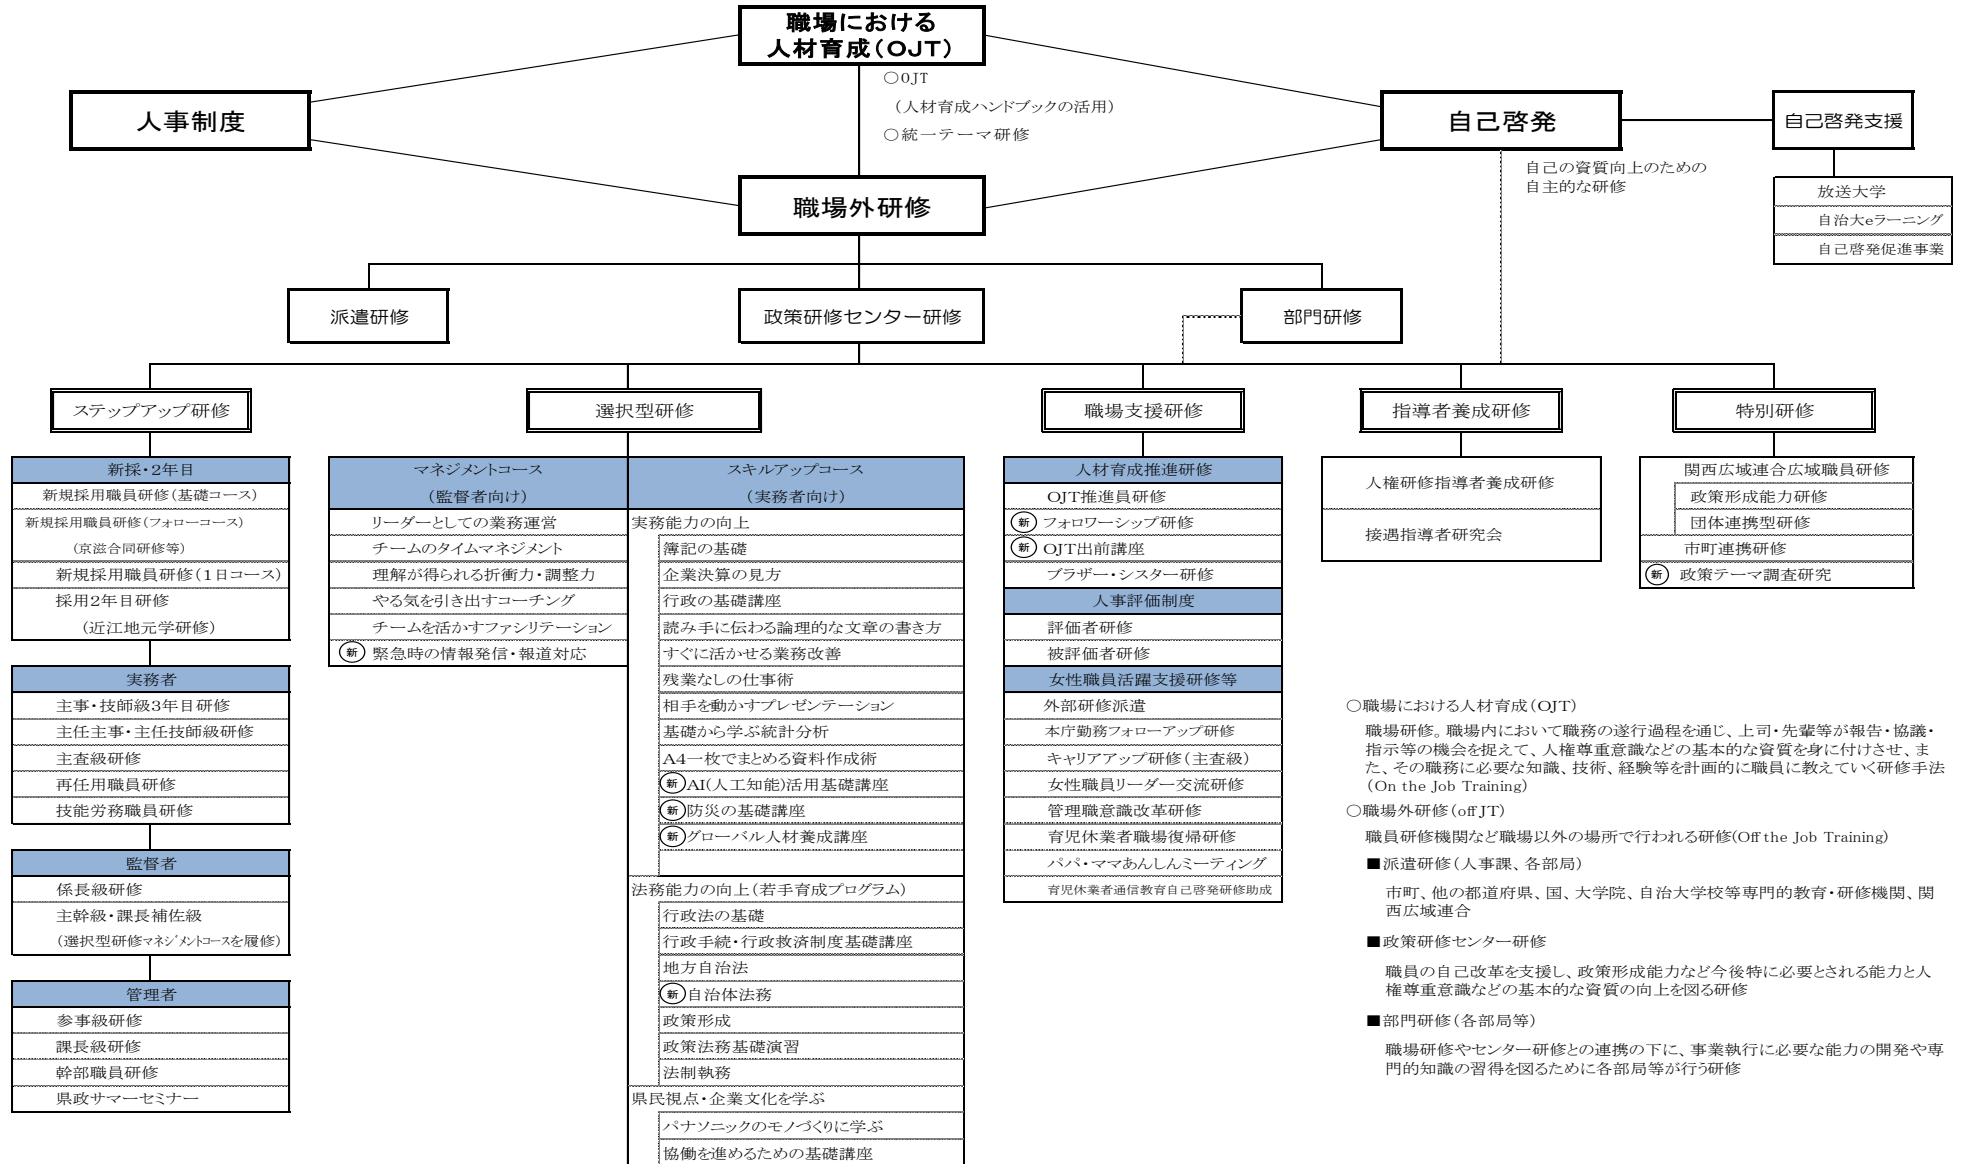 職場における
人材育成（OJT）
○OJT
（人材育成ハンドブックの活用）
○統一テーマ研修
人事制度
自己啓発
自己啓発支援
自己の資質向上のための
自主的な研修
放送大学
自治大eラーニング
自己啓発促進事業
職場外研修
派遣研修
政策研修センター研修
部門研修
ステップアップ研修
選択型研修
職場支援研修
指導者養成研修
特別研修
新採・2年目
新規採用職員研修（基礎コース）
新規採用職員研修（フォローコース）
（京滋合同研修等）
新規採用職員研修（1日コース）
採用2年目研修
（近江地元学研修）
実務者
主事・技師級3年目研修
主任主事・主任技師級研修
主査級研修
再任用職員研修
技能労務職員研修
監督者
係長級研修
主幹級・課長補佐級
（選択型研修マネジメントコースを履修）
管理者
参事級研修
課長級研修
幹部職員研修
県政サマーセミナー
マネジメントコース
（監督者向け）
リーダーとしての業務運営
チームのタイムマネジメント
理解が得られる折衝力・調整力
やる気を引き出すコーチング
チームを活かすファシリテーション
新 緊急時の情報発信・報道対応
スキルアップコース
（実務者向け）
実務能力の向上
簿記の基礎
企業決算の見方
行政の基礎講座
読み手に伝わる論理的な文章の書き方
すぐに活かせる業務改善
残業なしの仕事術
相手を動かすプレゼンテーション
基礎から学ぶ統計分析
A4一枚でまとめる資料作成術
新 AI(人工知能)活用基礎講座
新 防災の基礎講座
新 グローバル人材養成講座
法務能力の向上（若手育成プログラム）
行政法の基礎
行政手続・行政救済制度基礎講座
地方自治法
新 自治体法務
政策形成
政策法務基礎演習
法制執務
県民視点・企業文化を学ぶ
パナソニックのモノづくりに学ぶ
協働を進めるための基礎講座
人材育成推進研修
OJT推進員研修
新 フォロワーシップ研修
新 OJT出前講座
ブラザー・シスター研修
人事評価制度
評価者研修
被評価者研修
女性職員活躍支援研修等
外部研修派遣
本庁勤務フォローアップ研修
キャリアアップ研修（主査級）
女性職員リーダー交流研修
管理職意識改革研修
育児休業者職場復帰研修
パパ・ママあんしんミーティング
育児休業者通信教育自己啓発研修助成
人権研修指導者養成研修
接遇指導者研究会
関西広域連合広域職員研修
政策形成能力研修
団体連携型研修
市町連携研修
新 政策テーマ調査研究
○職場における人材育成（OJT）
職場研修。職場内において職務の遂行過程を通じ、上司・先輩等が報告・協議・
指示等の機会を捉えて、人権尊重意識などの基本的な資質を身に付けさせ、ま
た、その職務に必要な知識、技術、経験等を計画的に職員に教えていく研修手法
（On the Job Training）
○職場外研修（off JT）
職員研修機関など職場以外の場所で行われる研修(Off the Job Training)
■派遣研修（人事課、各部局）
市町、他の都道府県、国、大学院、自治大学校等専門的教育・研修機関、関
西広域連合
■政策研修センター研修
職員の自己改革を支援し、政策形成能力など今後特に必要とされる能力と人
権尊重意識などの基本的な資質の向上を図る研修
■部門研修（各部局等）
職場研修やセンター研修との連携の下に、事業執行に必要な能力の開発や専
門的知識の習得を図るために各部局等が行う研修